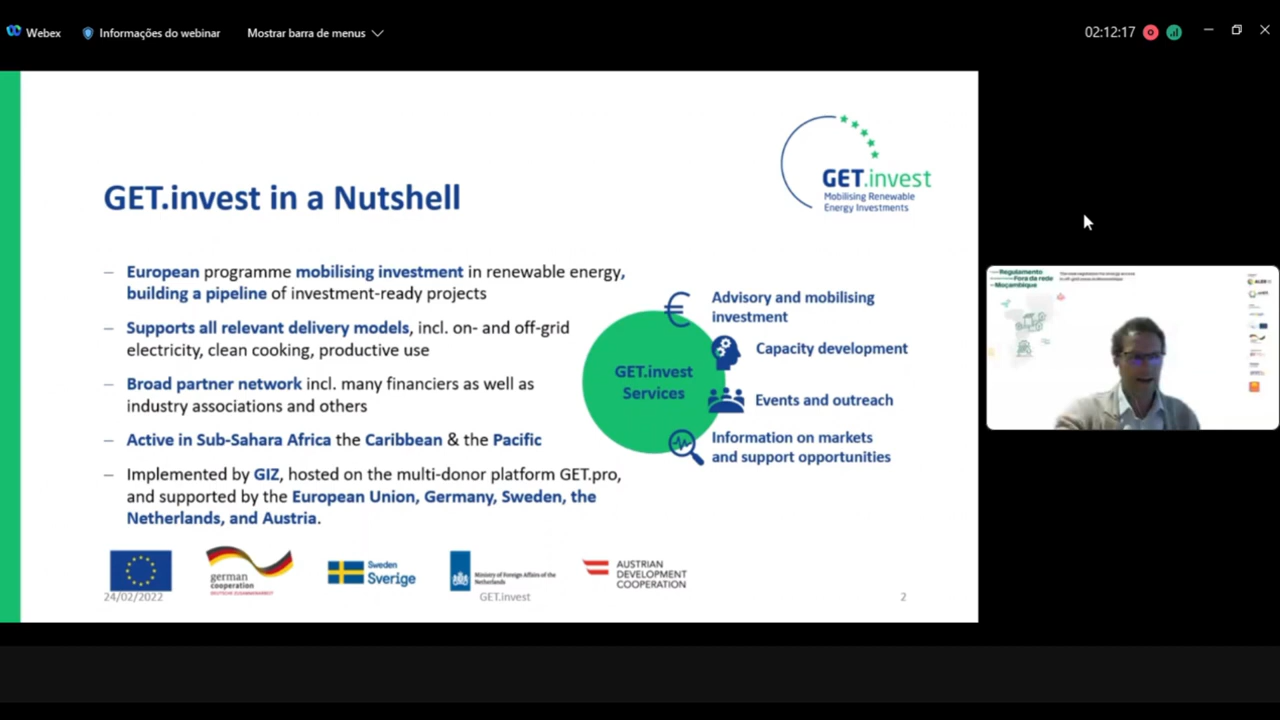 Webex
Informações do webinar
Mostrar barra de menus
02:12:17
GET.invest
Mobilising Renewable
Energy Investments
GET.invest in a Nutshell
– European programme mobilising investment in renewable energy,
building a pipeline of investment-ready projects
– Supports all relevant delivery models, incl. on- and off-grid
electricity, clean cooking, productive use
– Broad partner network incl. many financiers as well as
industry associations and others
– Active in Sub-Sahara Africa the Caribbean & the Pacific
– Implemented by GIZ, hosted on the multi-donor platform GET.pro,
and supported by the European Union, Germany, Sweden, the
Netherlands, and Austria.
GET.invest
Services
Advisory and mobilising
investment
Capacity development
Events and outreach
Information on markets
and support opportunities
german
cooperation
DEUTSCHE ZUSAMMENARBEIT
Sweden
Sverige
Ministry of Foreign Affairs of the
Netherlands
AUSTRIAN
DEVELOPMENT
COOPERATION
24/02/2022
GET.invest
2
Regulamento
Fora da rede
Moçambique